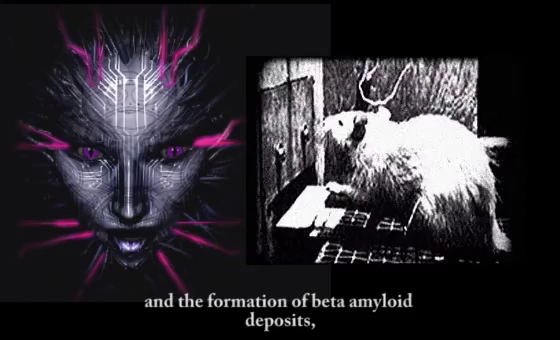 and the formation of beta amyloid
deposits,